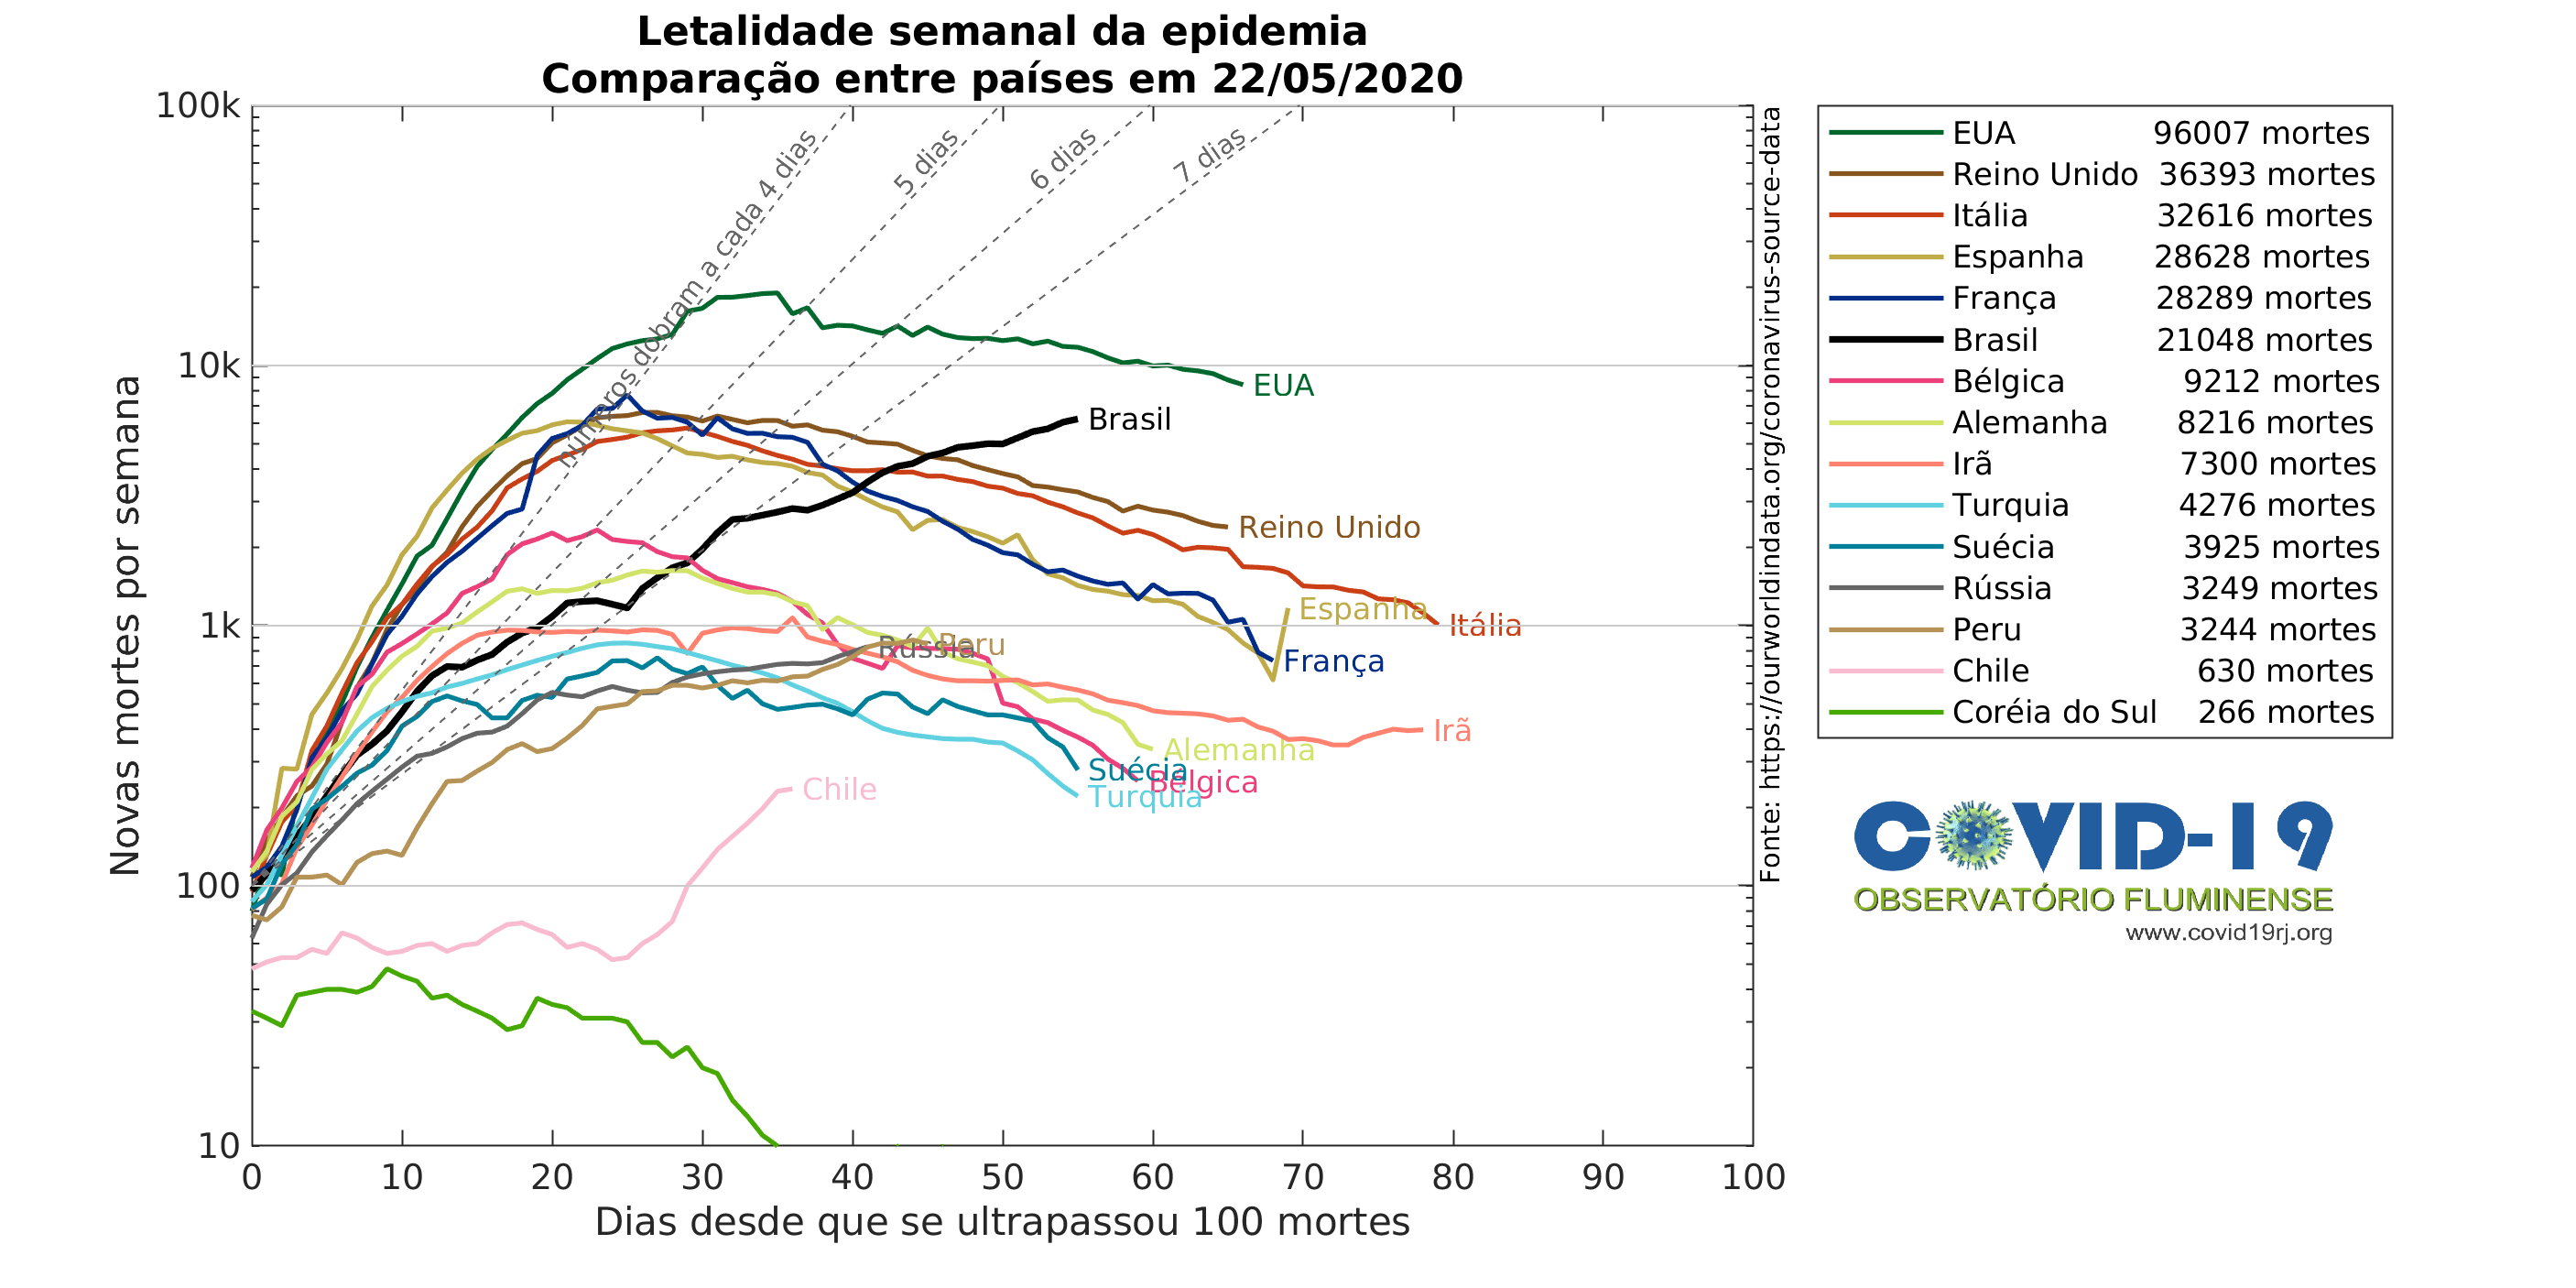 Letalidade semanal da epidemia
Comparação entre países em 22/05/2020
Novas mortes por semana
100k
10k
1k
100
10
0 10 20 30 40 50 60 70 80 90 100
Dias desde que se ultrapassou 100 mortes
números dobram a cada 4 dias
5 dias
6 dias
7 dias
EUA
Brasil
Reino Unido
Espanha
Itália
Rússia
Peru
França
Irã
Alemanha
Suécia
Bélgica
Turquia
Chile
Fonte: https://ourworldindata.org/coronavirus-source-data
EUA 96007 mortes
Reino Unido 36393 mortes
Itália 32616 mortes
Espanha 28628 mortes
França 28289 mortes
Brasil 21048 mortes
Bélgica 9212 mortes
Alemanha 8216 mortes
Irã 7300 mortes
Turquia 4276 mortes
Suécia 3925 mortes
Rússia 3249 mortes
Peru 3244 mortes
Chile 630 mortes
Coréia do Sul 266 mortes
COVID-19
OBSERVATÓRIO FLUMINENSE
www.covid19rj.org